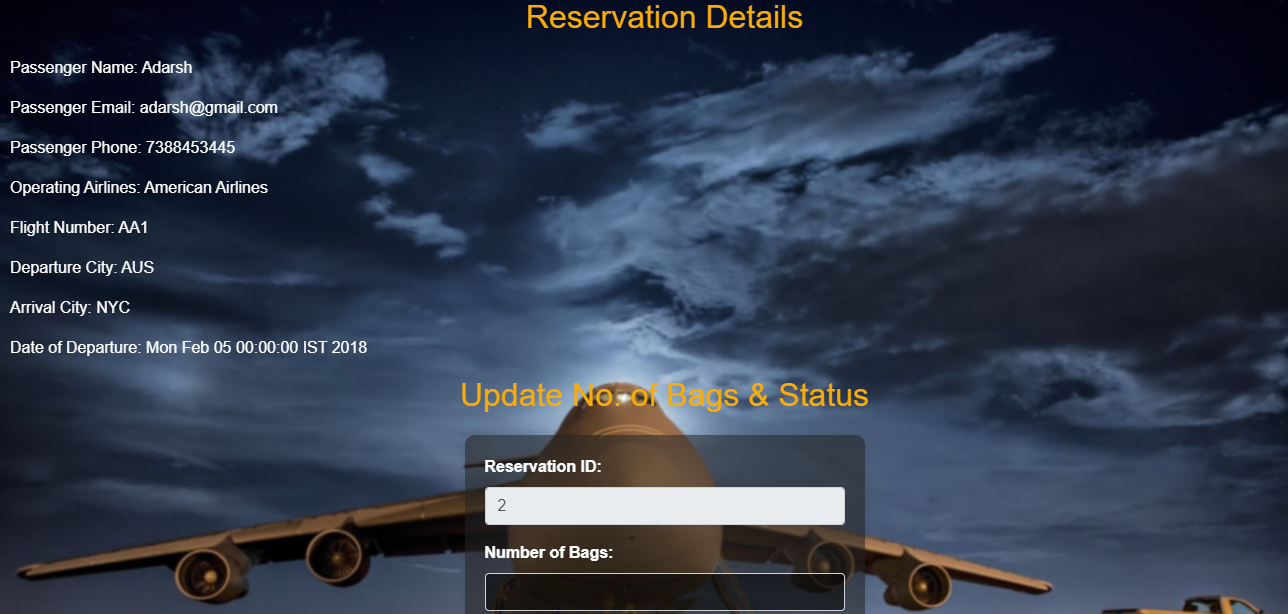 Reservation Details
Passenger Name: Adarsh
Passenger Email: adarsh@gmail.com
Passenger Phone: 7388453445
Operating Airlines: American Airlines
Flight Number: AA1
Departure City: AUS
Arrival City: NYC
Date of Departure: Mon Feb 05 00:00:00 IST 2018
Update No. of Bags & Status
Reservation ID:
2
Number of Bags: